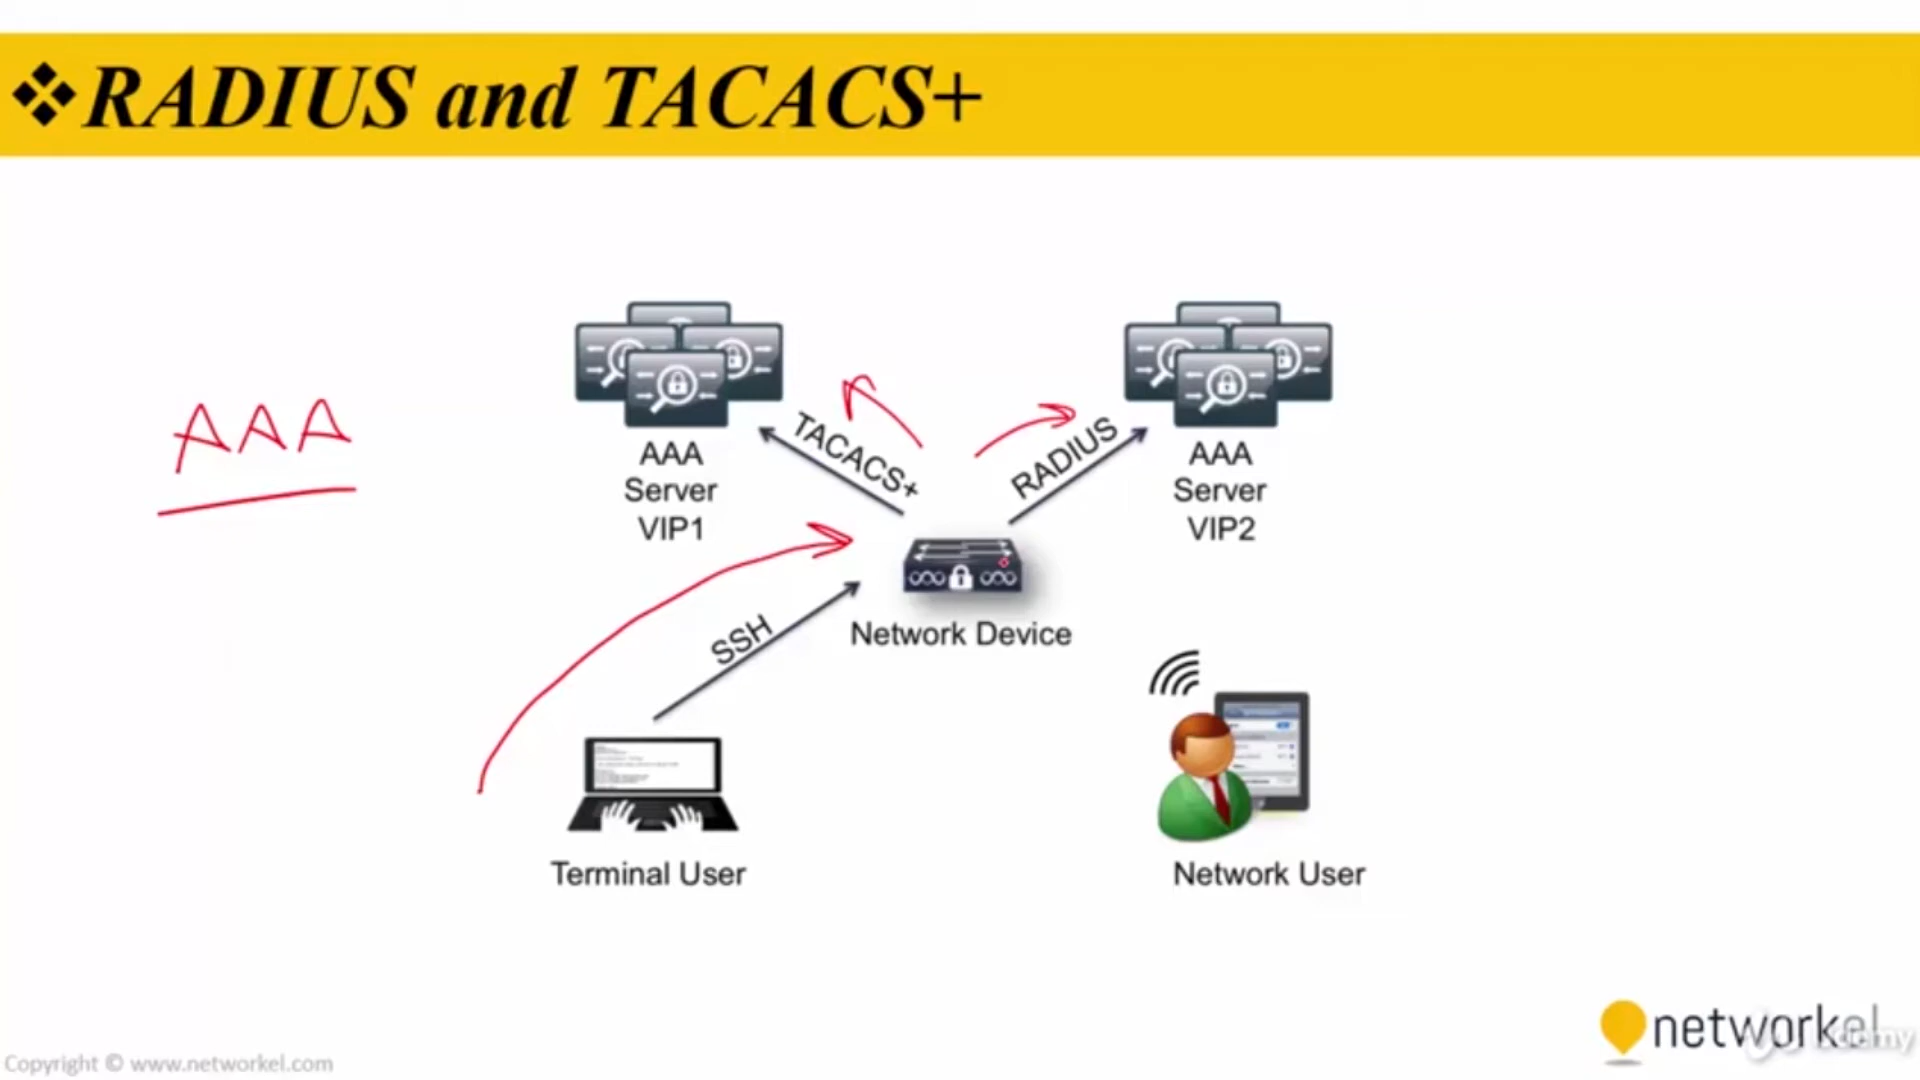 ❖RADIUS and TACACS+
AAA
TACACS+
RADIUS
AAA
Server
VIP1
AAA
Server
VIP2
SSH
Network Device
Terminal User
Network User
networkel
Udemy
Copyright © www.networkel.com